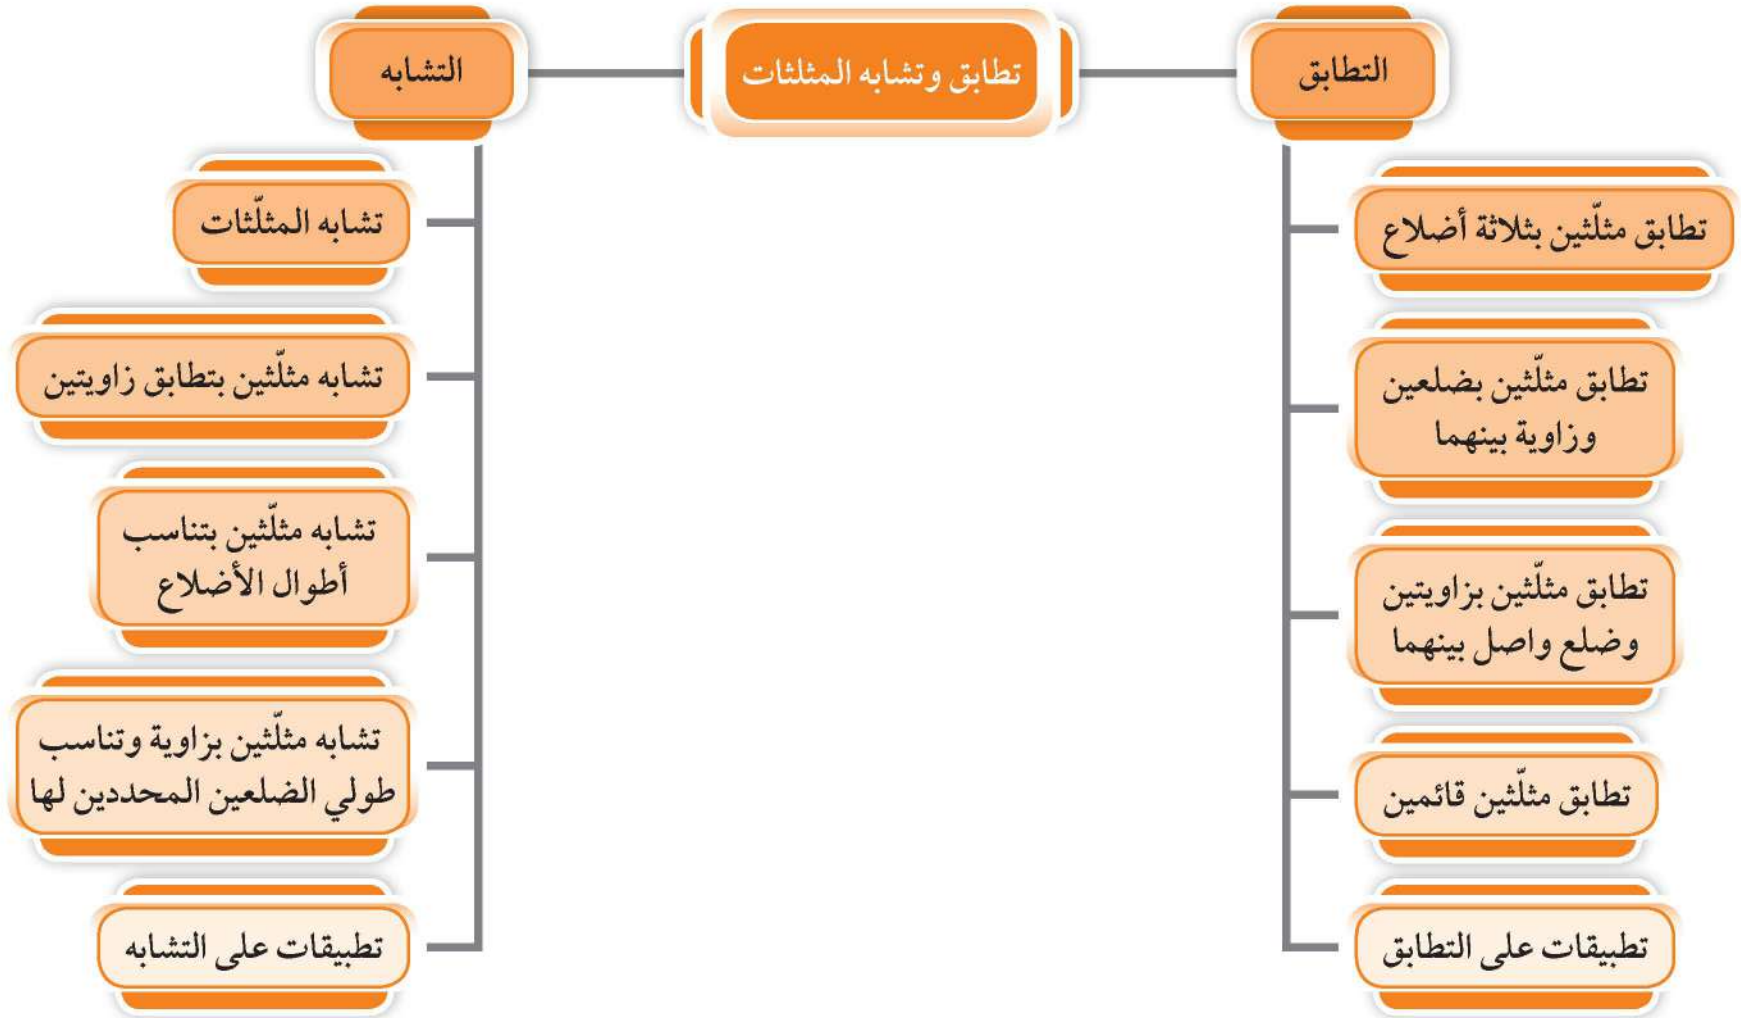 تطابق وتشابه المثلثات
التطابق
تطابق مثلّثين بثلاثة أضلاع
تطابق مثلّثين بضلعين
وزاوية بينهما
تطابق مثلّثين بزاويتين
وضلع واصل بينهما
تطابق مثلّثين قائمين
تطبيقات على التطابق
التشابه
تشابه المثلّثات
تشابه مثلّثين بتطابق زاويتين
تشابه مثلّثين بتناسب
أطوال الأضلاع
تشابه مثلّثين بزاوية وتناسب
طولي الضلعين المحددين لها
تطبيقات على التشابه